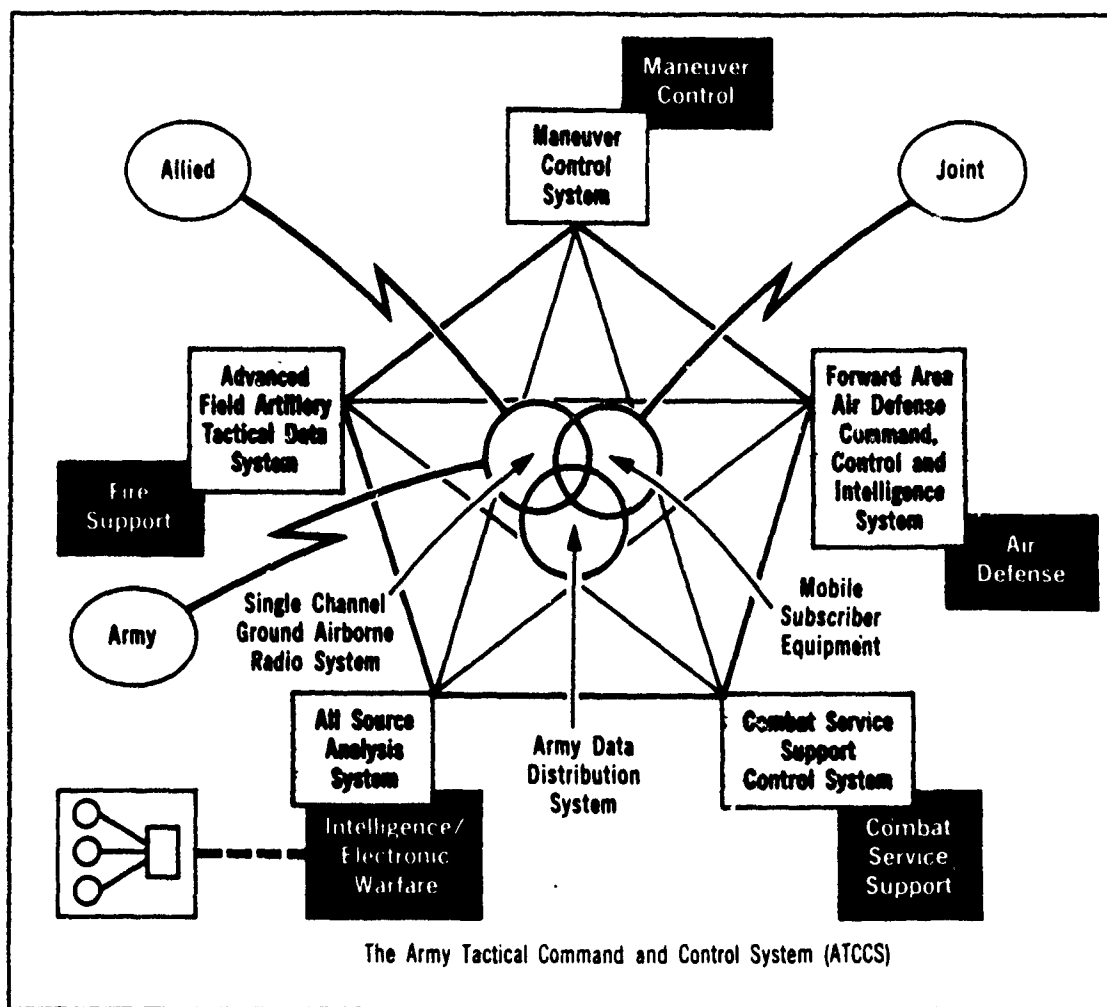 Maneuver
Control
Maneuver
Control
System
Allied
Joint
Advanced
Field Artillery
Tactical Data
System
Forward Area
Air Defense
Command,
Control and
Intelligence
System
Fire
Support
Air
Defense
Army
Single Channel
Ground Airborne
Radio System
Mobile
Subscriber
Equipment
All Source
Analysis
System
Army Data
Distribution
System
Combat Service
Support
Control System
Intelligence/
Electronic
Warfare
Combat
Service
Support
The Army Tactical Command and Control System (ATCCS)